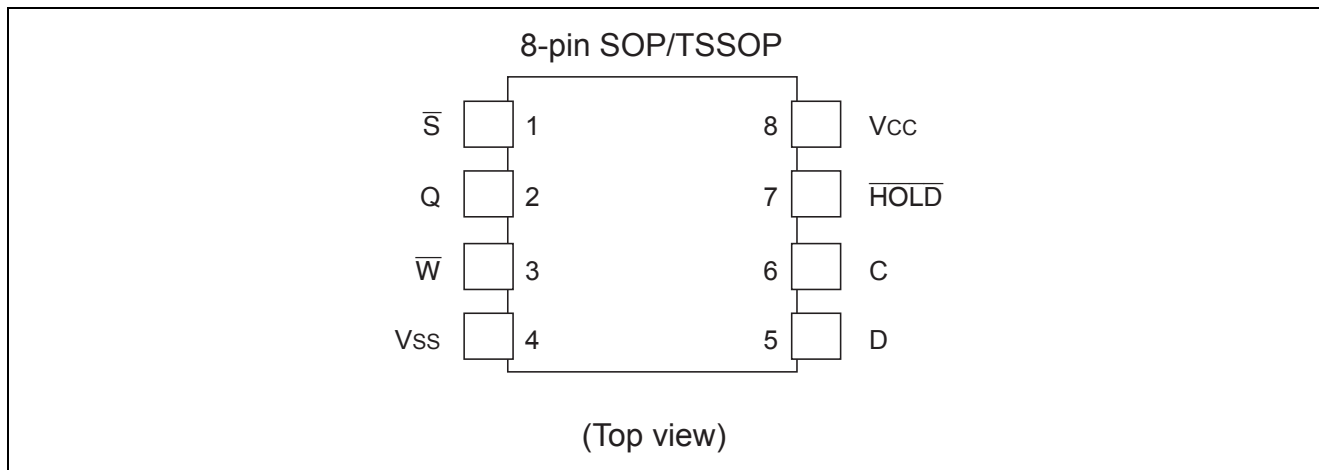 8-pin SOP/TSSOP
S̅ 1 8 VCC
Q 2 7 H̅O̅L̅D̅
W̅ 3 6 C
VSS 4 5 D
(Top view)